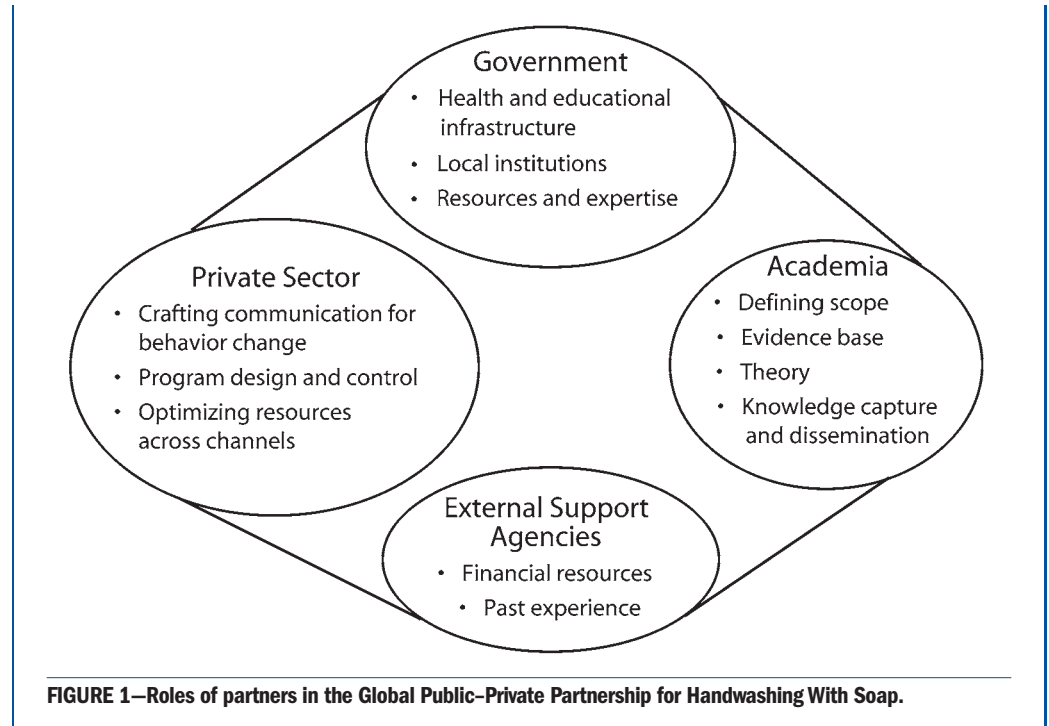 Government
• Health and educational
infrastructure
• Local institutions
• Resources and expertise
Private Sector
• Crafting communication for
behavior change
• Program design and control
• Optimizing resources
across channels
Academia
• Defining scope
• Evidence base
• Theory
• Knowledge capture
and dissemination
External Support
Agencies
• Financial resources
• Past experience
FIGURE 1—Roles of partners in the Global Public–Private Partnership for Handwashing With Soap.